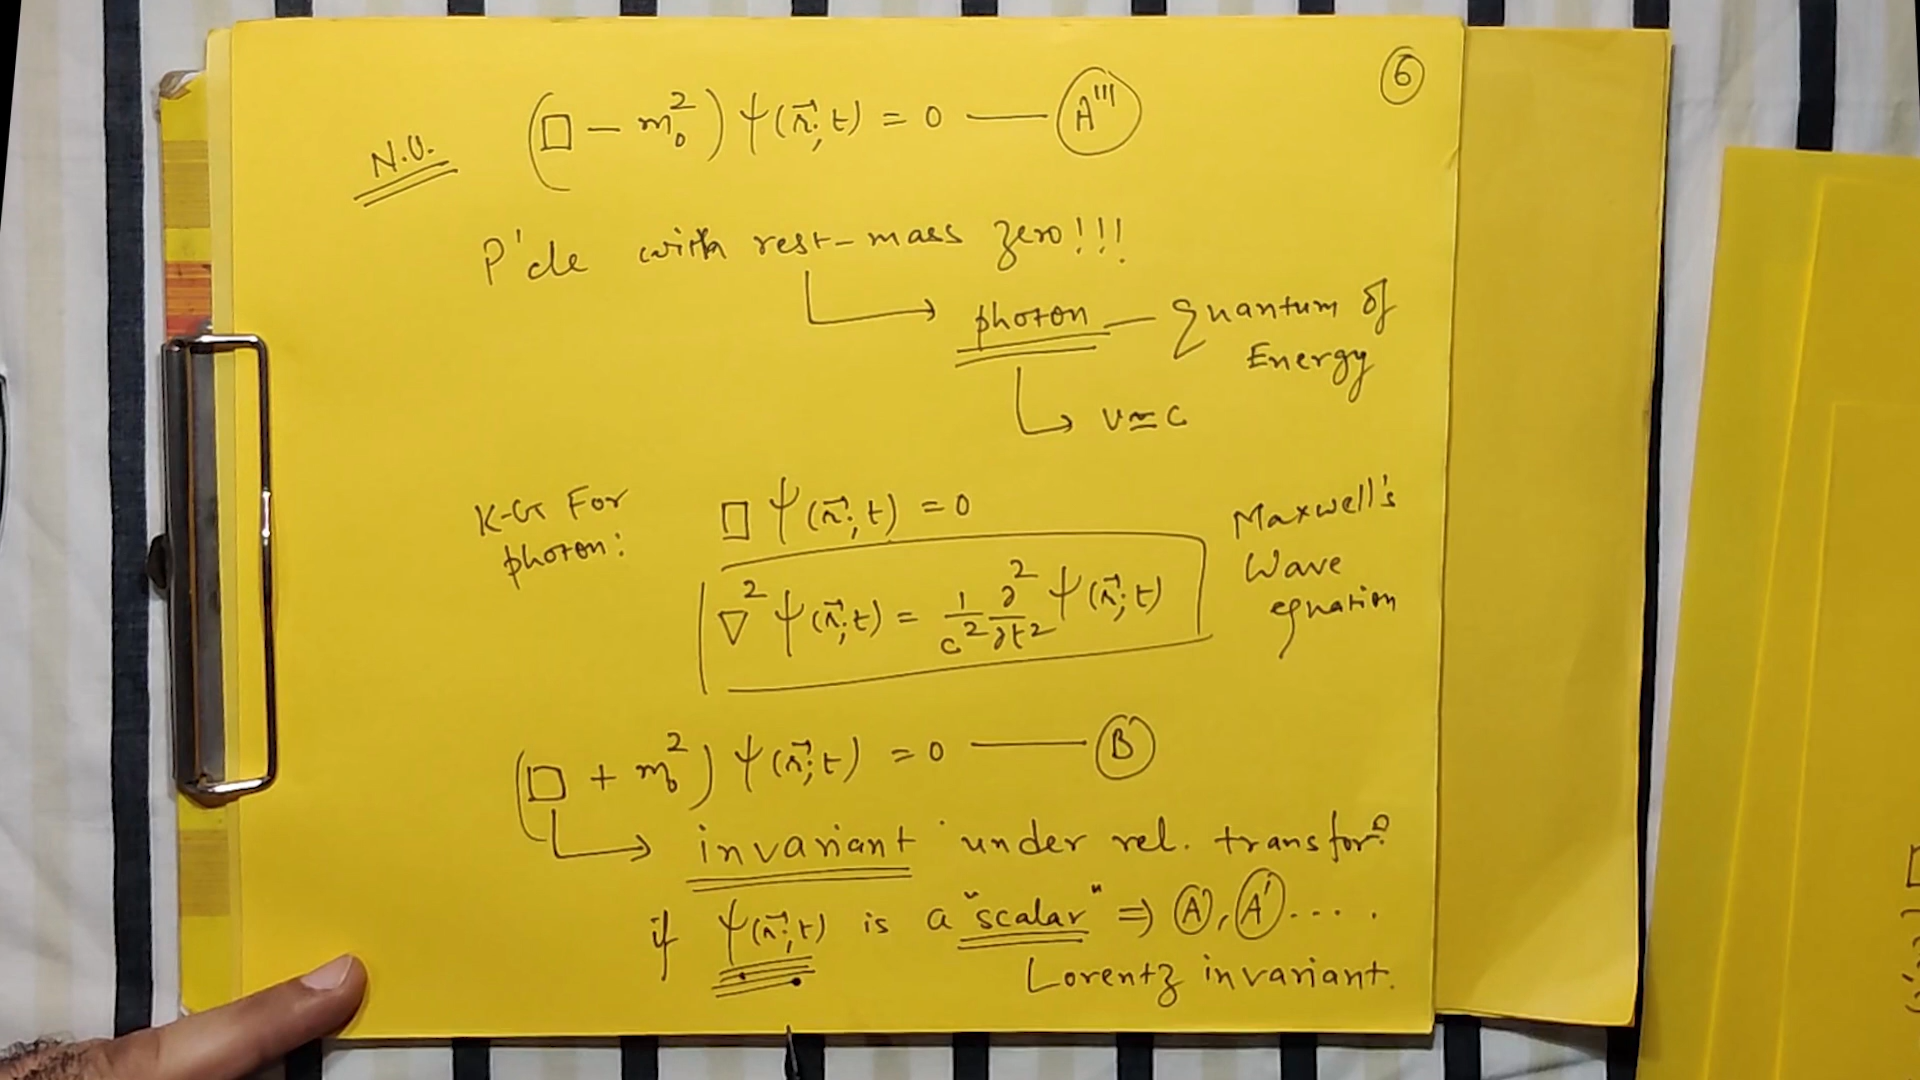 6
(□ − m₀²) ψ(r⃗;t) = 0 —— A'''
N.U.
P'cle with rest-mass zero!!!
photon — Quantum of
Energy
v ≃ c
K-G For
photon:
□ ψ(r⃗;t) = 0
∇² ψ(r⃗;t) = 1/c² ∂²/∂t² ψ(r⃗;t)
Maxwell's
Wave
equation
(□ + m₀²) ψ(r⃗;t) = 0 —— B
invariant under rel. transforⁿ.
if ψ(r⃗;t) is a "scalar" ⇒ A, A' ....
Lorentz invariant.